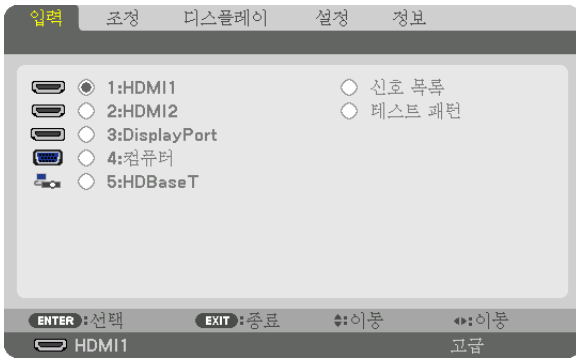 입력 조정 디스플레이 설정 정보
1:HDMI1 신호 목록
2:HDMI2 테스트 패턴
3:DisplayPort
4:컴퓨터
5:HDBaseT
ENTER:선택 EXIT:종료 :이동 :이동
HDMI1 고급